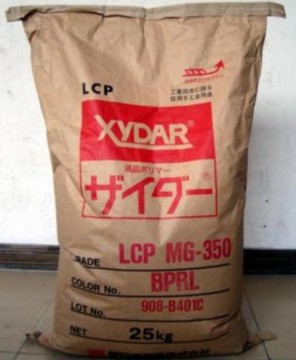 LCP
工業用途に限る
XYDAR®
液晶ポリマー
ザイダー®
GRADE LCP MG-350
COLOR No. BPRL
LOT No. 908-B401C
NET 25kg